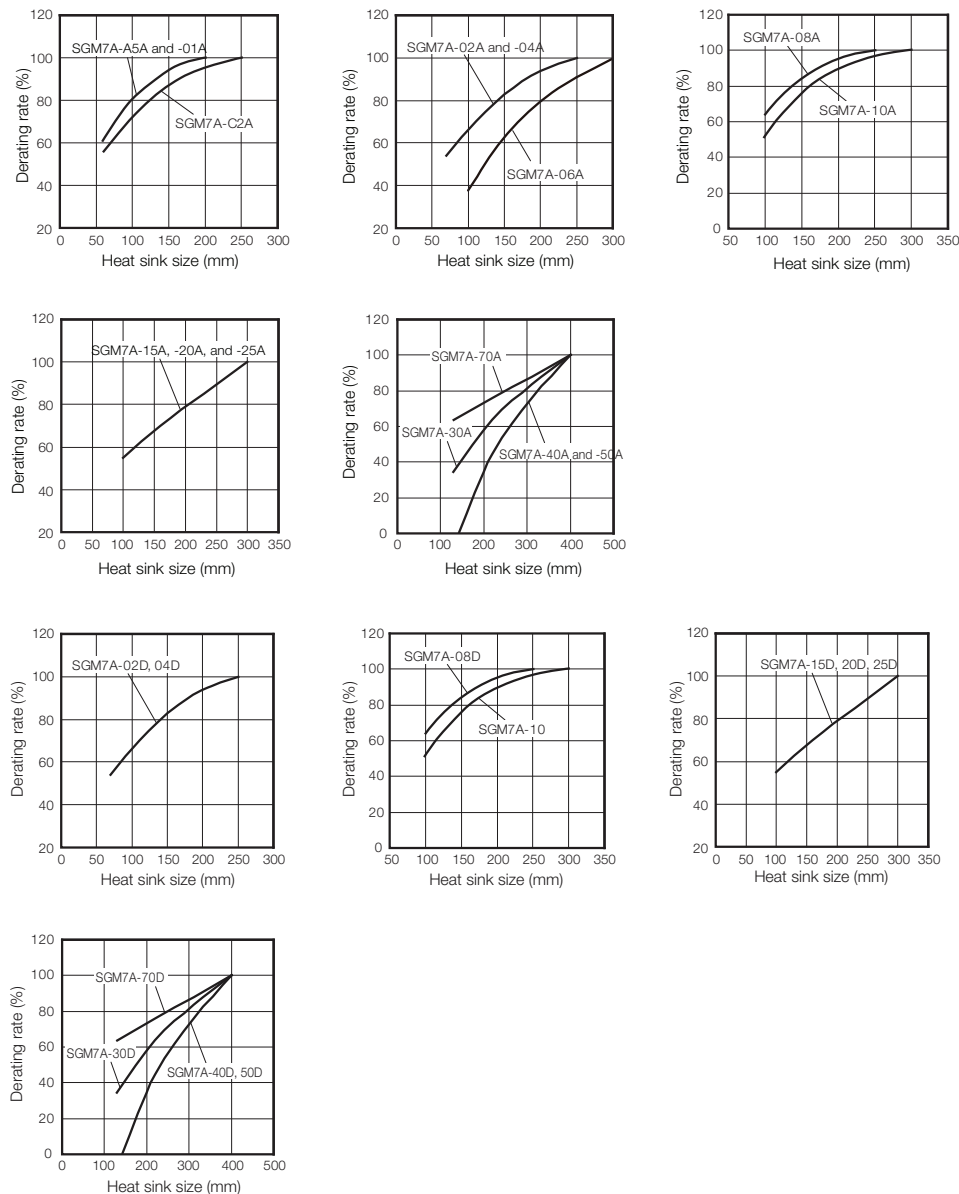 120
100
80
60
40
20
Derating rate (%)
SGM7A-A5A and -01A
SGM7A-C2A
0 50 100 150 200 250 300
Heat sink size (mm)
120
100
80
60
40
20
Derating rate (%)
SGM7A-02A and -04A
SGM7A-06A
0 50 100 150 200 250 300
Heat sink size (mm)
120
100
80
60
40
20
0
Derating rate (%)
SGM7A-08A
SGM7A-10A
50 100 150 200 250 300 350
Heat sink size (mm)
120
100
80
60
40
20
Derating rate (%)
SGM7A-15A, -20A, and -25A
0 50 100 150 200 250 300 350
Heat sink size (mm)
120
100
80
60
40
20
0
Derating rate (%)
SGM7A-70A
SGM7A-30A
SGM7A-40A and -50A
0 100 200 300 400 500
Heat sink size (mm)
120
100
80
60
40
20
Derating rate (%)
SGM7A-02D, 04D
0 50 100 150 200 250 300
Heat sink size (mm)
120
100
80
60
40
20
0
Derating rate (%)
SGM7A-08D
SGM7A-10
50 100 150 200 250 300 350
Heat sink size (mm)
120
100
80
60
40
20
Derating rate (%)
SGM7A-15D, 20D, 25D
0 50 100 150 200 250 300 350
Heat sink size (mm)
120
100
80
60
40
20
0
Derating rate (%)
SGM7A-70D
SGM7A-30D
SGM7A-40D, 50D
0 100 200 300 400 500
Heat sink size (mm)